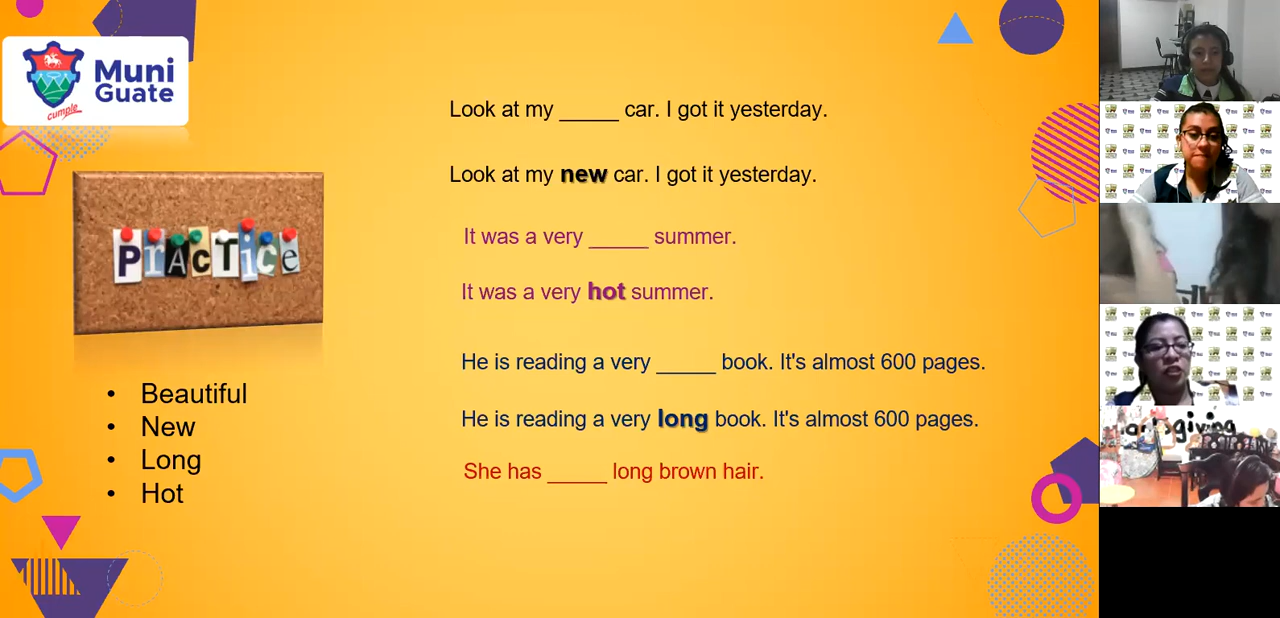 Muni
Guate
cumple
PrAcTice
Beautiful
New
Long
Hot
Look at my _____ car. I got it yesterday.
Look at my new car. I got it yesterday.
It was a very _____ summer.
It was a very hot summer.
He is reading a very _____ book. It's almost 600 pages.
He is reading a very long book. It's almost 600 pages.
She has _____ long brown hair.